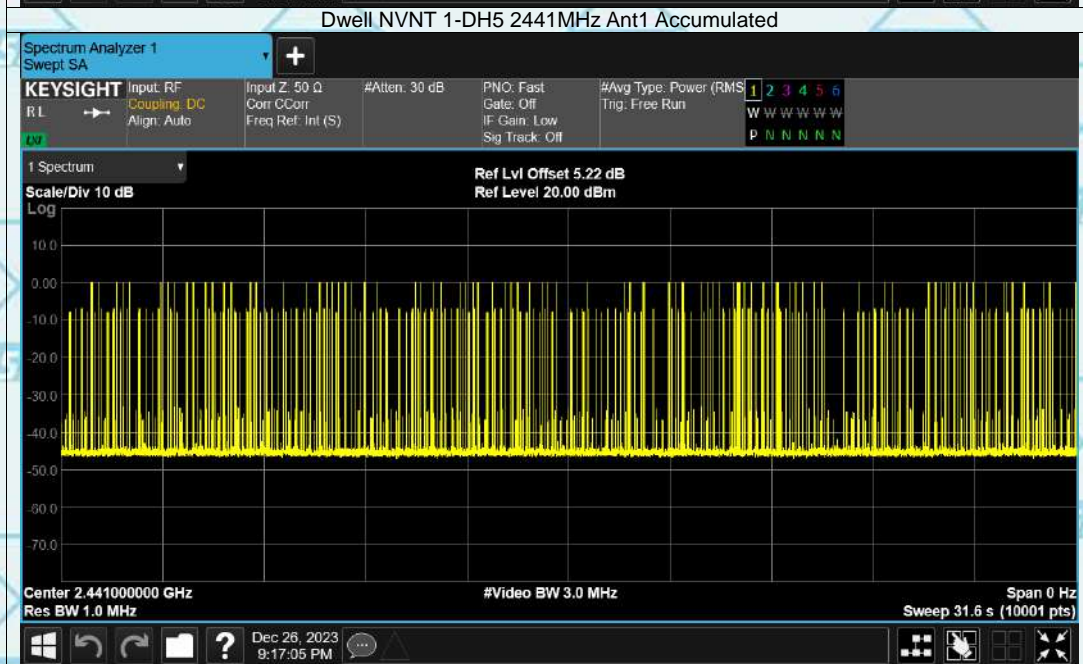 Dwell NVNT 1-DH5 2441MHz Ant1 Accumulated
Spectrum Analyzer 1
Swept SA
+
KEYSIGHT Input: RF Input Z: 50 Ω #Atten: 30 dB PNO: Fast #Avg Type: Power (RMS 1 2 3 4 5 6
R L Coupling: DC Corr CCorr Gate: Off Trig: Free Run
Align: Auto Freq Ref: Int (S) IF Gain: Low W W W W W W
LXI Sig Track: Off P N N N N N
1 Spectrum
Ref Lvl Offset 5.22 dB
Scale/Div 10 dB Ref Level 20.00 dBm
Log
10.0
0.00
-10.0
-20.0
-30.0
-40.0
-50.0
-60.0
-70.0
Center 2.441000000 GHz #Video BW 3.0 MHz Span 0 Hz
Res BW 1.0 MHz Sweep 31.6 s (10001 pts)
? Dec 26, 2023
9:17:05 PM